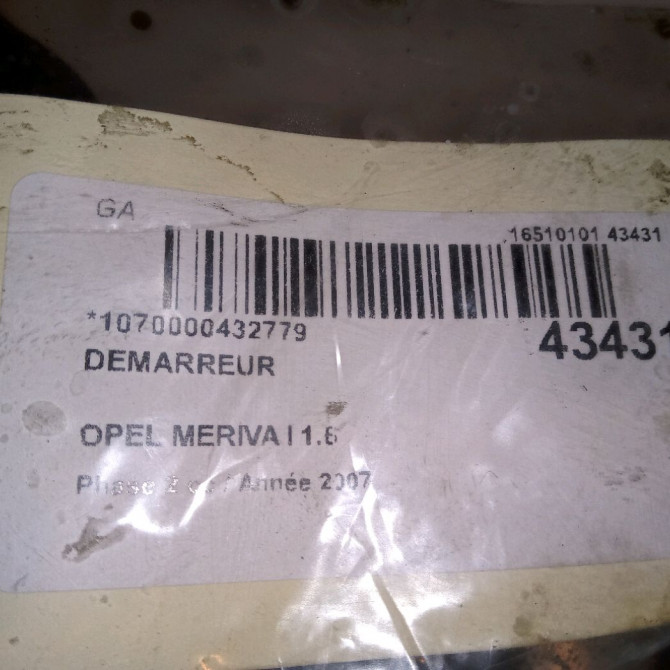 GA
16510101 43431
*1070000432779
43431
DEMARREUR
OPEL MERIVA I 1.6
Phase 2 / Année 2007